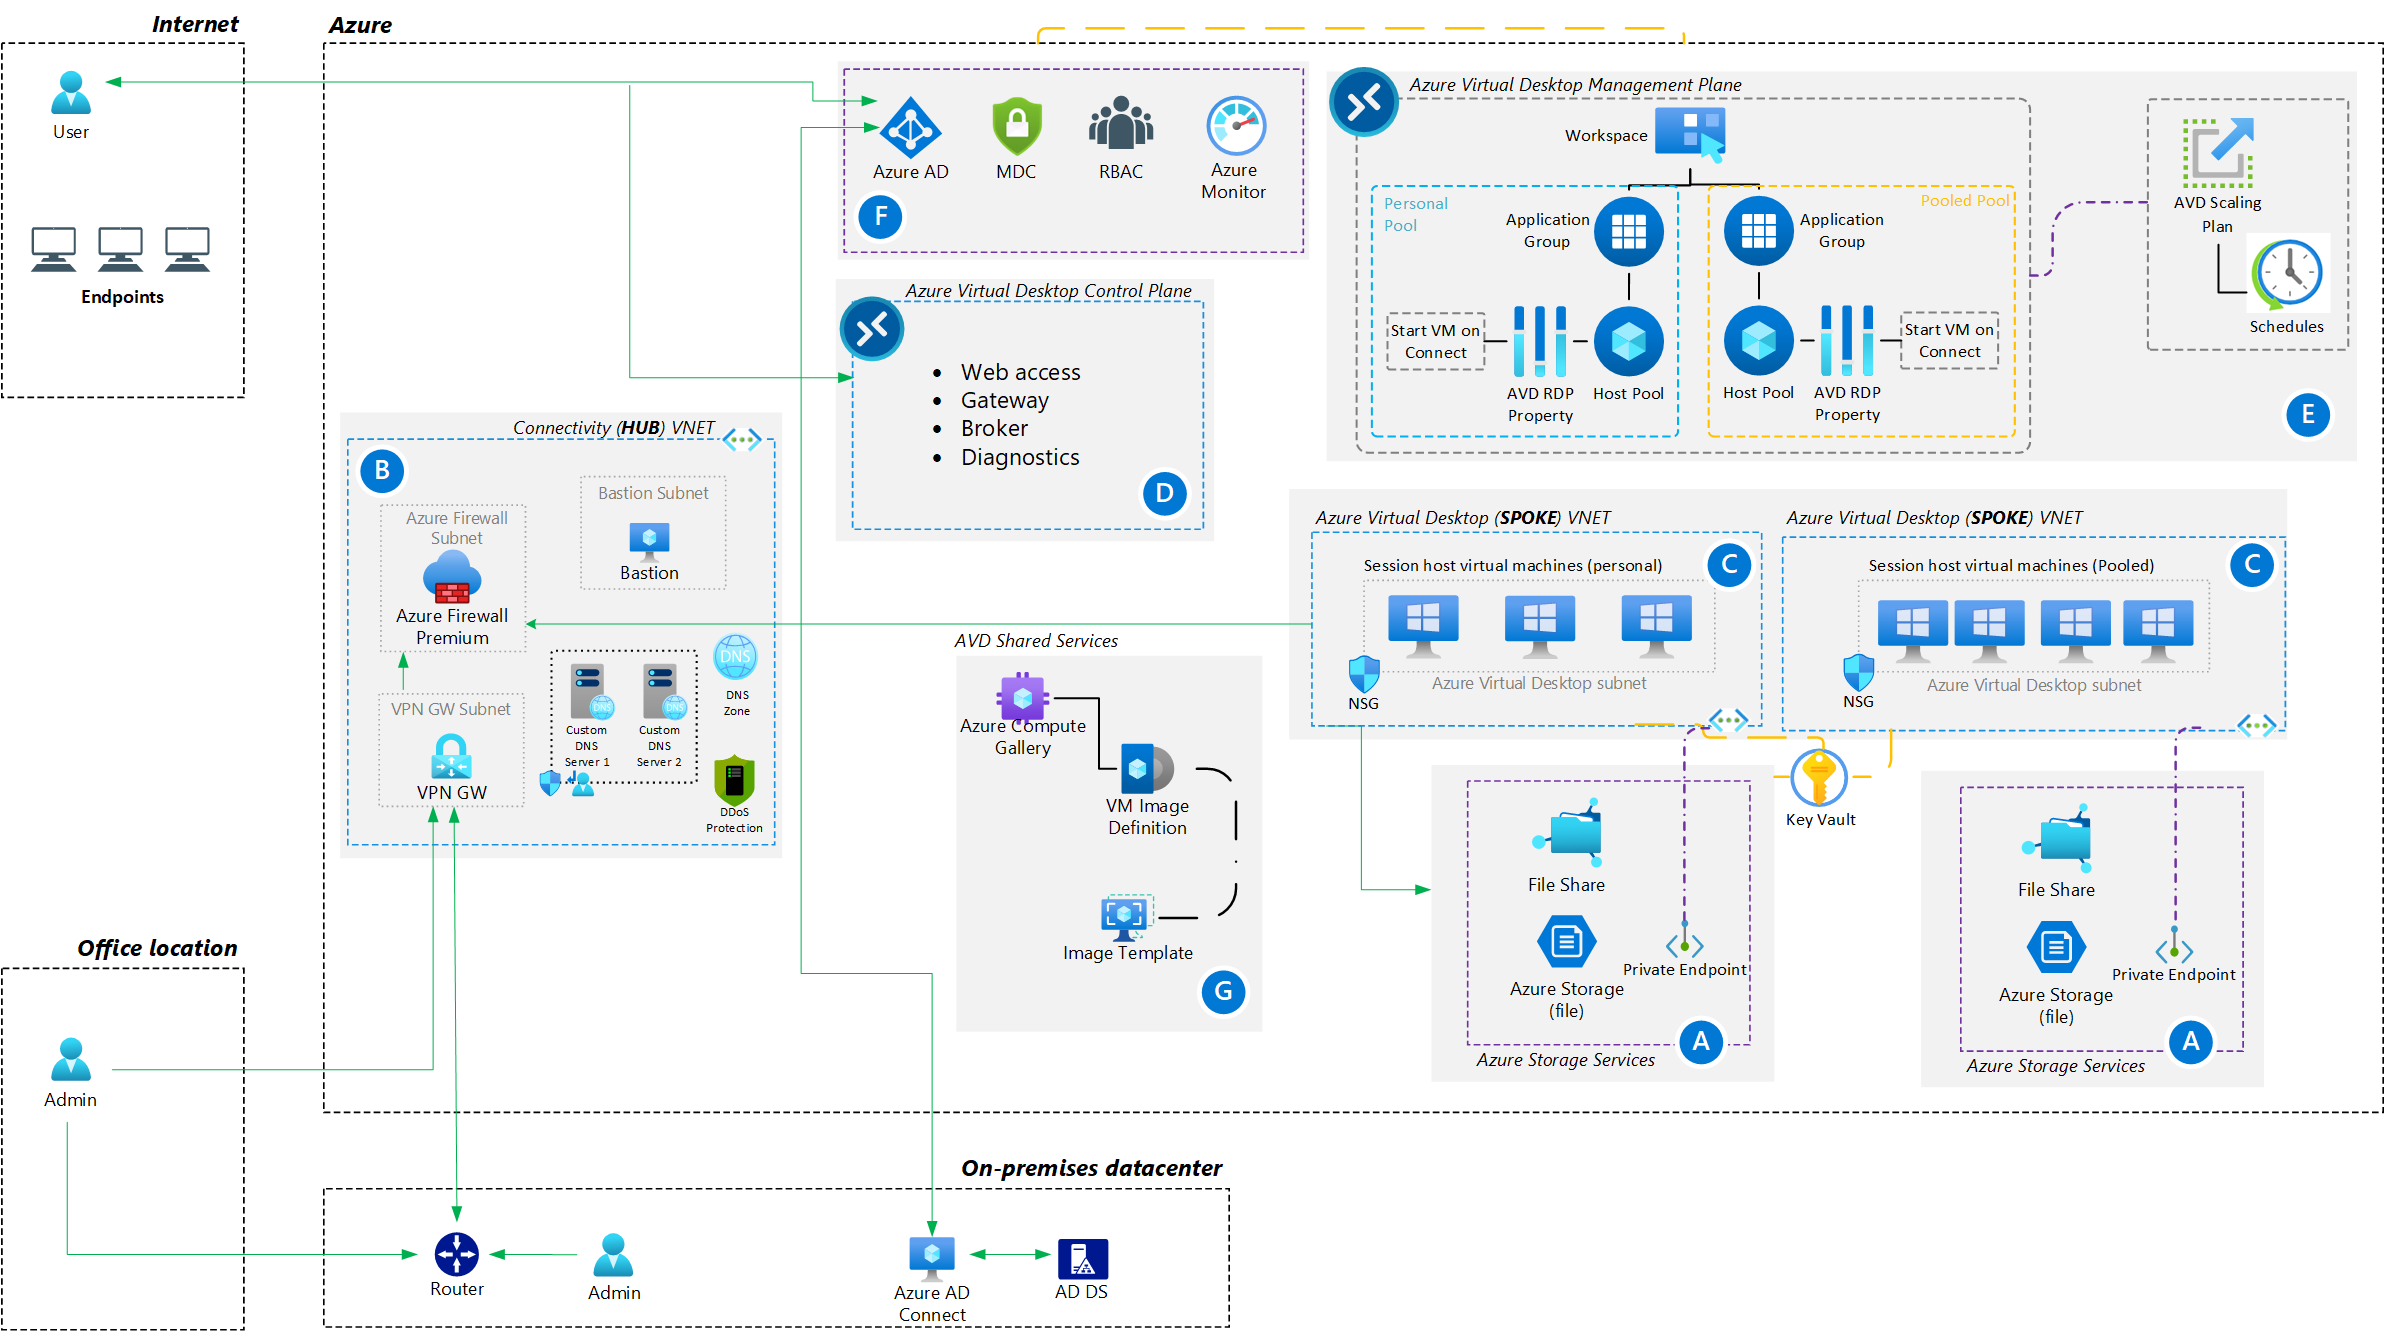 Internet
User
Endpoints
Azure
Azure AD
MDC
RBAC
Azure
Monitor
F
Azure Virtual Desktop Management Plane
Workspace
Personal
Pool
Application
Group
Start VM on
Connect
AVD RDP
Property
Host Pool
Pooled Pool
Application
Group
Host Pool
AVD RDP
Property
Start VM on
Connect
AVD Scaling
Plan
Schedules
E
Azure Virtual Desktop Control Plane
• Web access
• Gateway
• Broker
• Diagnostics
D
Connectivity (HUB) VNET
B
Azure Firewall
Subnet
Azure Firewall
Premium
Bastion Subnet
Bastion
VPN GW Subnet
VPN GW
DNS
Custom
DNS
Server 1
DNS
Custom
DNS
Server 2
DNS
DNS
Zone
DDoS
Protection
Azure Virtual Desktop (SPOKE) VNET
C
Session host virtual machines (personal)
NSG
Azure Virtual Desktop subnet
Azure Virtual Desktop (SPOKE) VNET
C
Session host virtual machines (Pooled)
NSG
Azure Virtual Desktop subnet
AVD Shared Services
Azure Compute
Gallery
VM Image
Definition
Image Template
G
File Share
Azure Storage
(file)
Private Endpoint
A
Azure Storage Services
Key Vault
File Share
Azure Storage
(file)
Private Endpoint
A
Azure Storage Services
Office location
Admin
On-premises datacenter
Router
Admin
Azure AD
Connect
AD DS